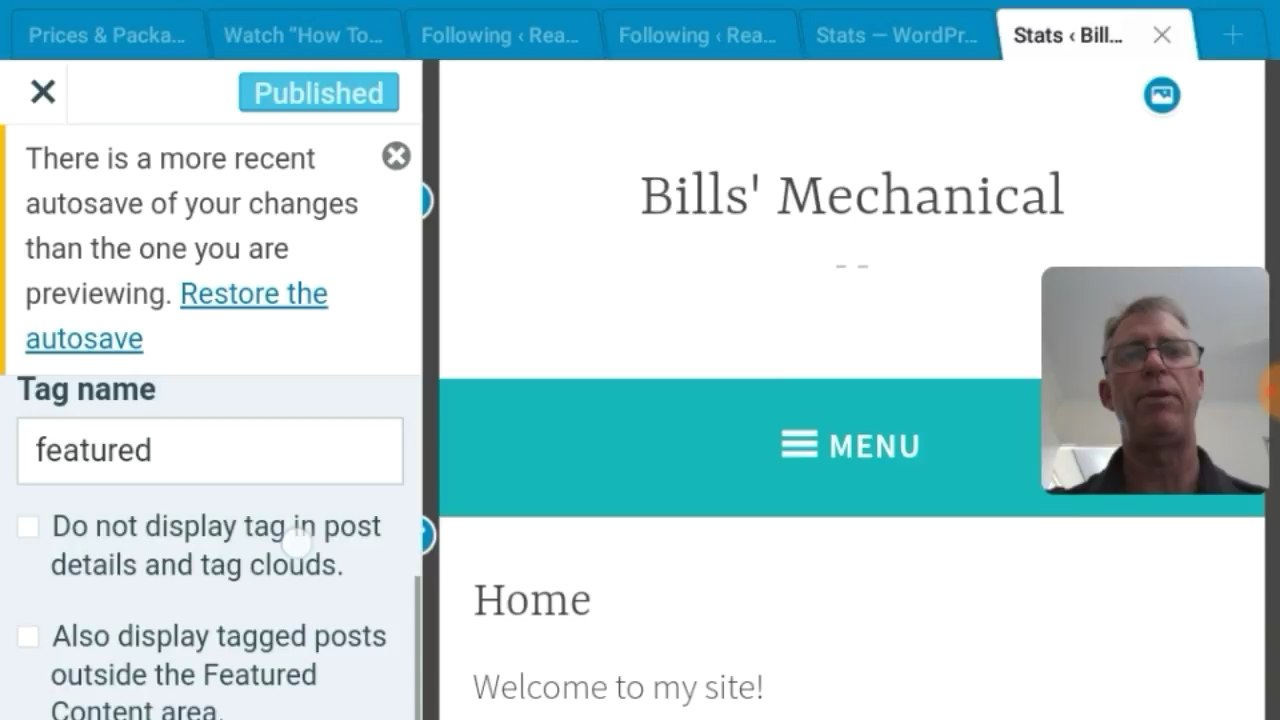 Prices & Packa...
Watch "How To...
Following ‹ Rea...
Following ‹ Rea...
Stats — WordPr...
Stats ‹ Bill...
Published
There is a more recent
autosave of your changes
than the one you are
previewing. Restore the
autosave
Tag name
featured
Do not display tag in post
details and tag clouds.
Also display tagged posts
outside the Featured
Content area.
Bills' Mechanical
– –
MENU
Home
Welcome to my site!